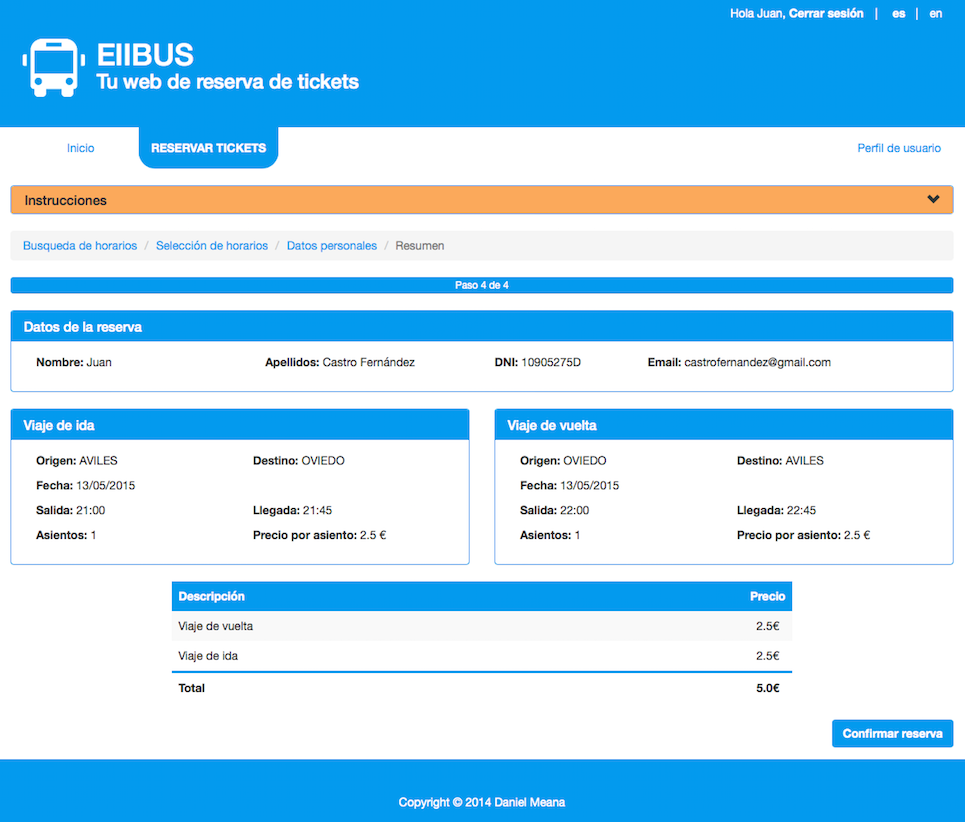 Hola Juan, Cerrar sesión | es | en
EIIBUS
Tu web de reserva de tickets
Inicio RESERVAR TICKETS Perfil de usuario
Instrucciones
Busqueda de horarios / Selección de horarios / Datos personales / Resumen
Paso 4 de 4
Datos de la reserva
Nombre: Juan Apellidos: Castro Fernández DNI: 10905275D Email: castrofernandez@gmail.com
Viaje de ida
Origen: AVILES Destino: OVIEDO
Fecha: 13/05/2015
Salida: 21:00 Llegada: 21:45
Asientos: 1 Precio por asiento: 2.5 €
Viaje de vuelta
Origen: OVIEDO Destino: AVILES
Fecha: 13/05/2015
Salida: 22:00 Llegada: 22:45
Asientos: 1 Precio por asiento: 2.5 €
Descripción Precio
Viaje de vuelta 2.5€
Viaje de ida 2.5€
Total 5.0€
Confirmar reserva
Copyright © 2014 Daniel Meana